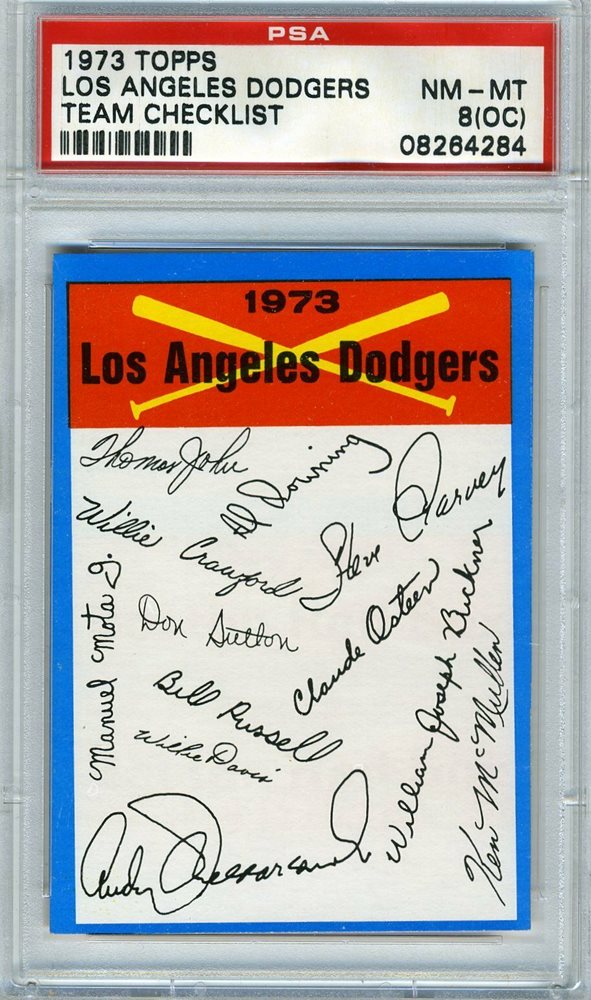 PSA
1973 TOPPS
LOS ANGELES DODGERS NM-MT
TEAM CHECKLIST 8(OC)
08264284
1973
Los Angeles Dodgers
Thomas John
Al Downing
Steve Garvey
Willie Crawford
Manuel Mota G.
Don Sutton
Claude Osteen
William Joseph Buckner
Ken McMullen
Bill Russell
Willie Davis
Andy Messersmith